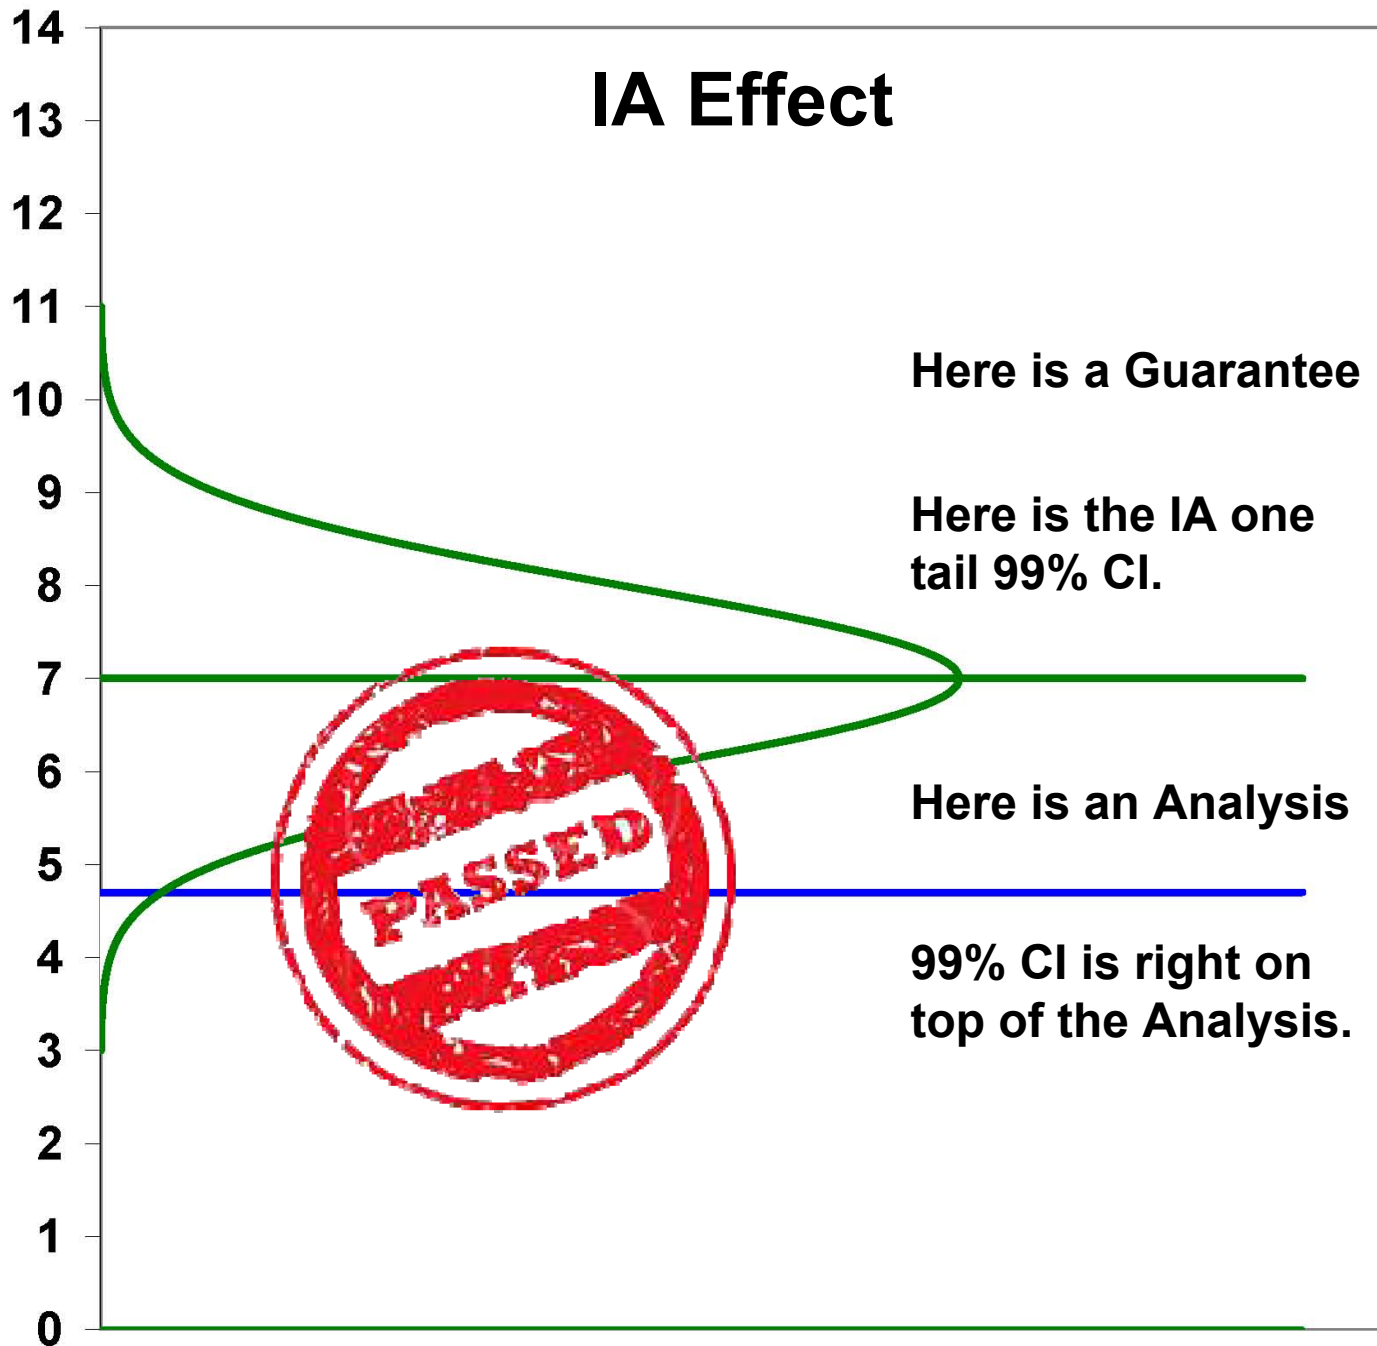 14
IA Effect
13
12
11
Here is a Guarantee
10
9
Here is the IA one
tail 99% CI.
8
7
6
Here is an Analysis
5
PASSED
4
99% CI is right on
top of the Analysis.
3
2
1
0